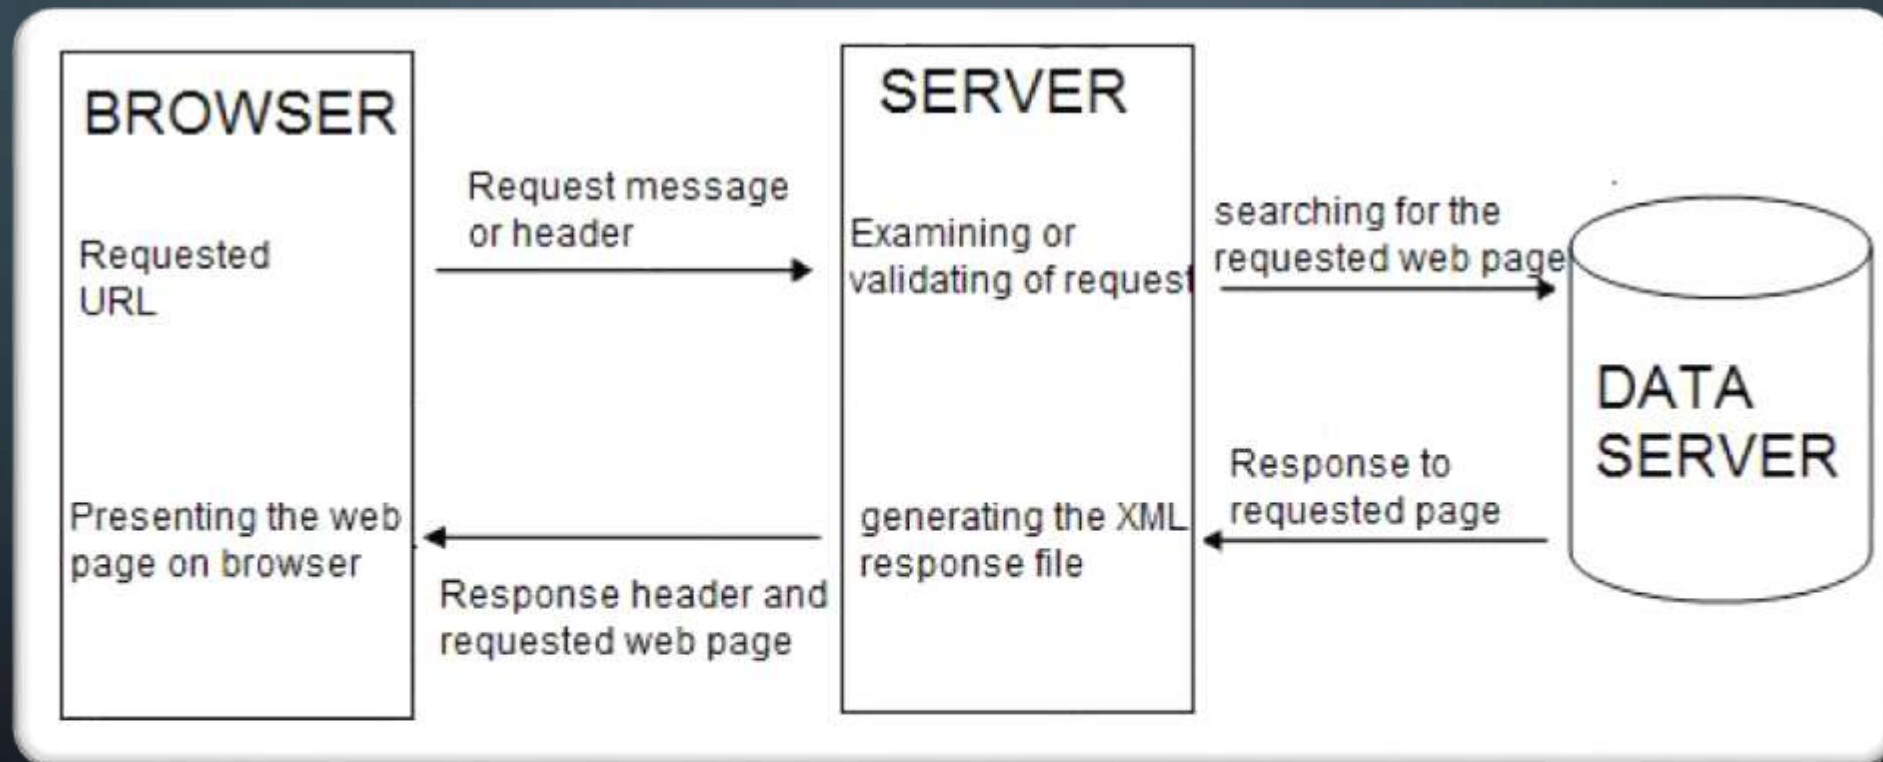 BROWSER
Requested
URL
Presenting the web
page on browser
Request message
or header
Response header and
requested web page
SERVER
Examining or
validating of request
generating the XML
response file
searching for the
requested web page
Response to
requested page
DATA
SERVER